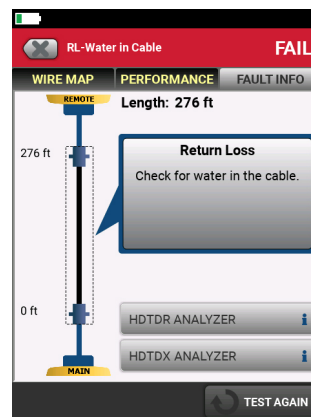 RL-Water in Cable
FAIL
WIRE MAP
PERFORMANCE
FAULT INFO
REMOTE
Length: 276 ft
276 ft
Return Loss
Check for water in the cable.
0 ft
HDTDR ANALYZER i
HDTDX ANALYZER i
MAIN
TEST AGAIN